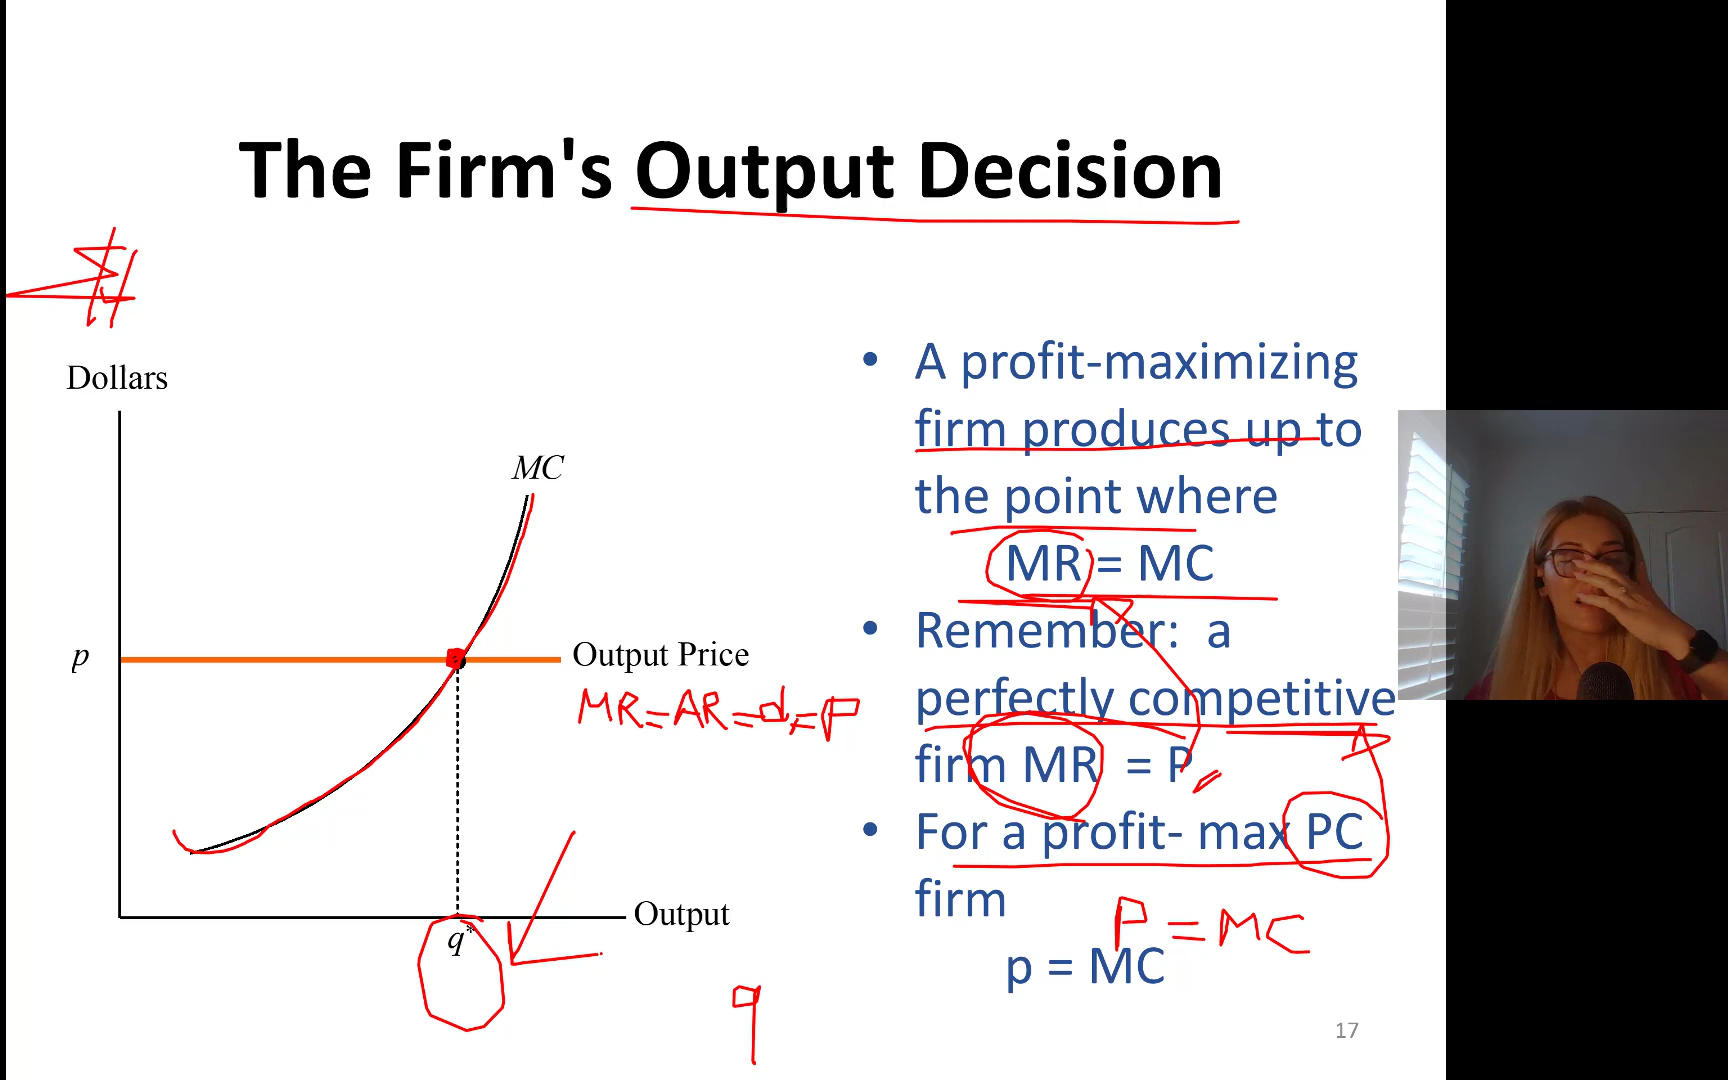 The Firm's Output Decision
$
Dollars
MC
p
Output Price
MR=AR=d=P
Output
q*
q
• A profit-maximizing
firm produces up to
the point where
MR = MC
• Remember: a
perfectly competitive
firm MR = P
• For a profit- max PC
firm
P = MC
p = MC
17